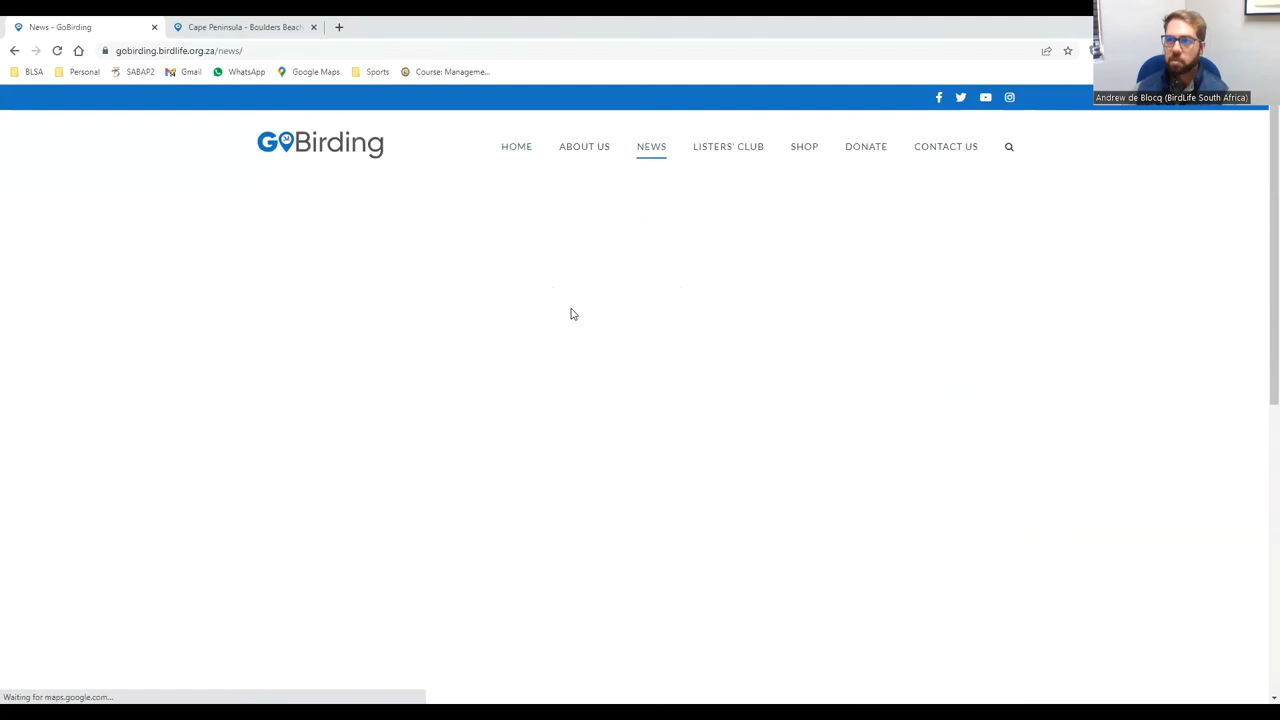 News - GoBirding
Cape Peninsula - Boulders Beach
gobirding.birdlife.org.za/news/
BLSA Personal SABAP2 Gmail WhatsApp Google Maps Sports Course: Manageme...
Andrew de Blocq (BirdLife South Africa)
GOBirding
HOME ABOUT US NEWS LISTERS' CLUB SHOP DONATE CONTACT US
Waiting for maps.google.com...